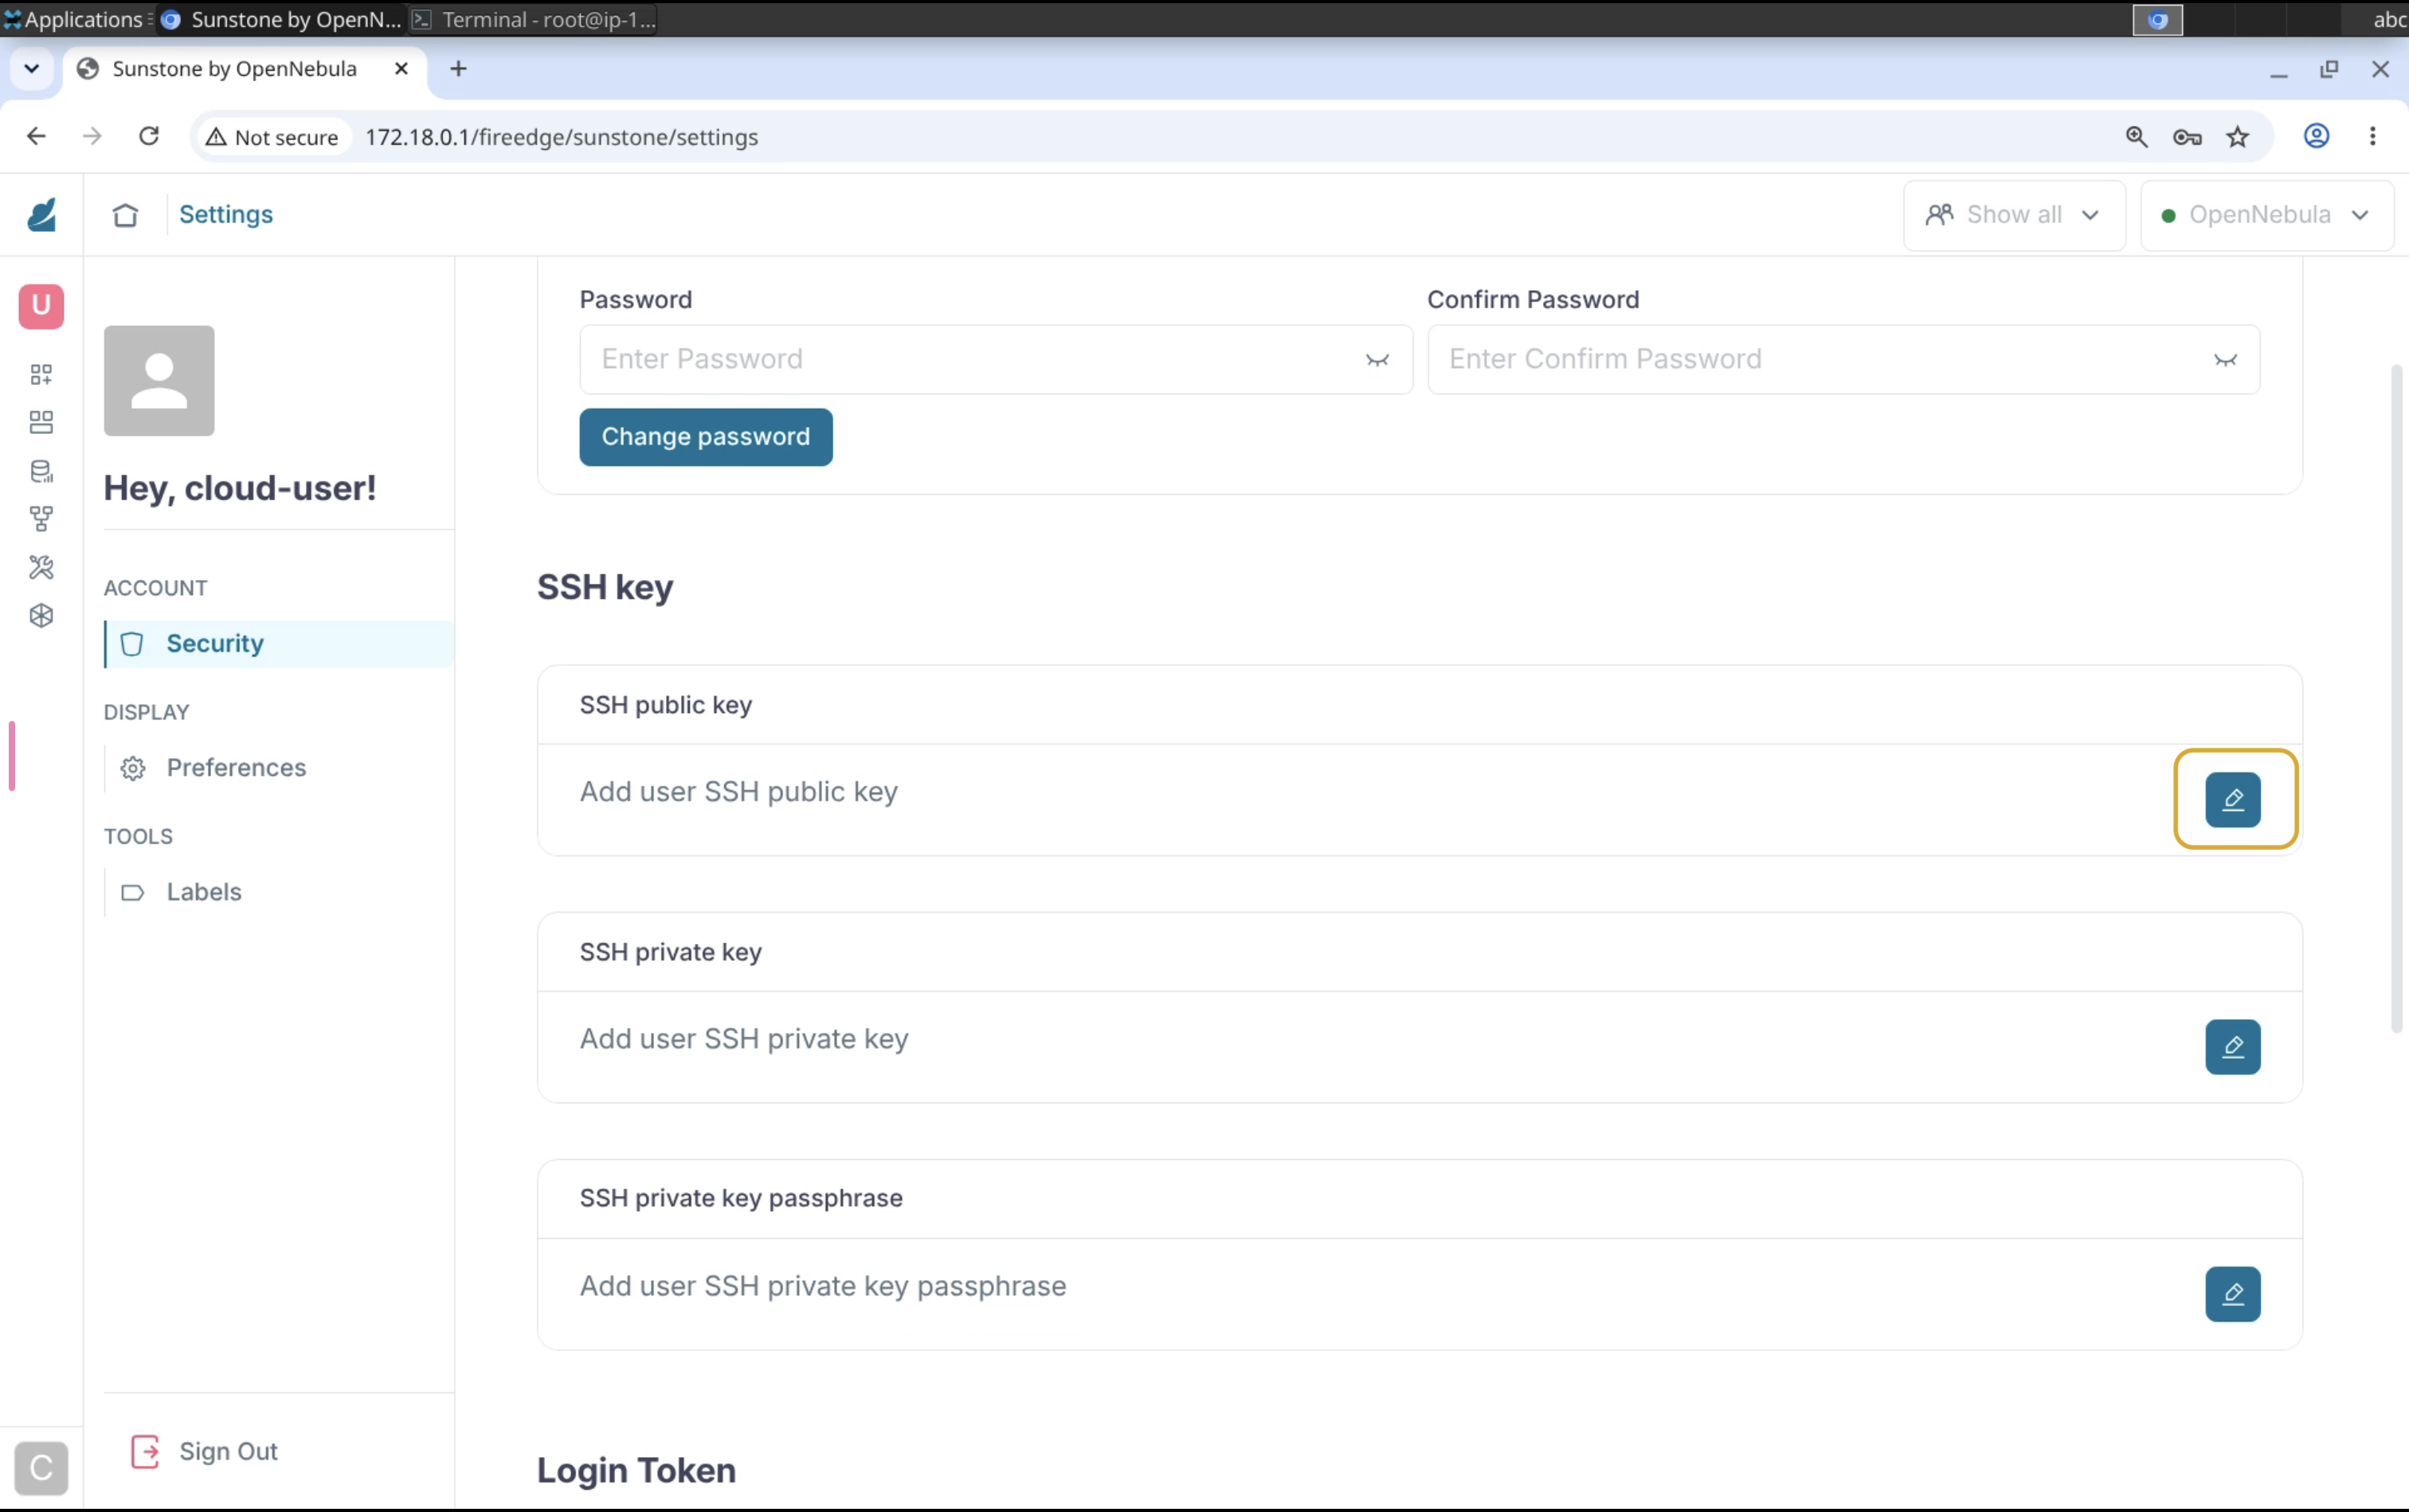 Applications
Sunstone by OpenN...
Terminal - root@ip-1...
abc
Sunstone by OpenNebula
Not secure
172.18.0.1/fireedge/sunstone/settings
Settings
Show all
OpenNebula
U
Hey, cloud-user!
ACCOUNT
Security
DISPLAY
Preferences
TOOLS
Labels
Sign Out
C
Password
Confirm Password
Enter Password
Enter Confirm Password
Change password
SSH key
SSH public key
Add user SSH public key
SSH private key
Add user SSH private key
SSH private key passphrase
Add user SSH private key passphrase
Login Token